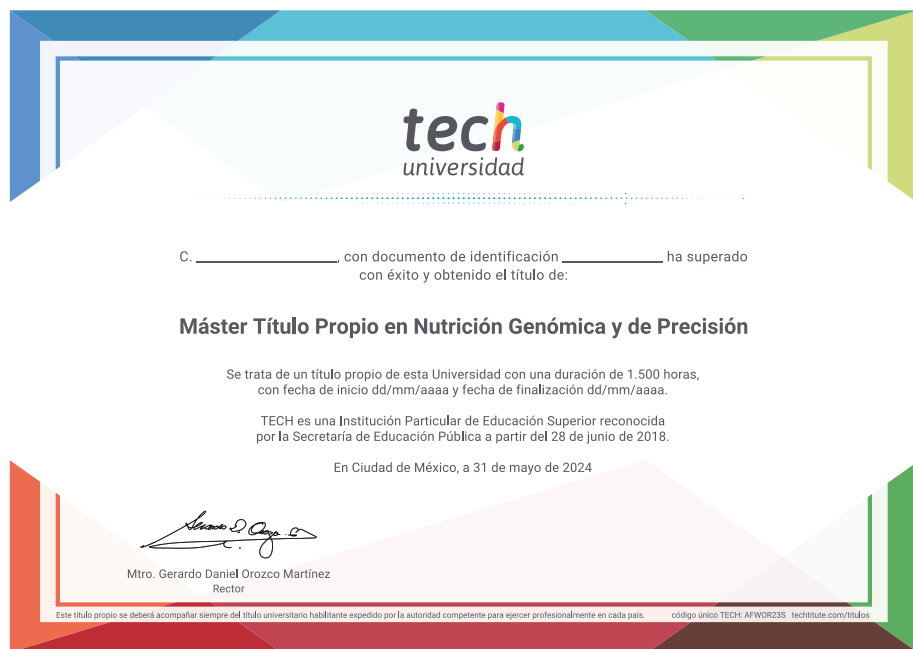 tech
universidad
C. ____________________, con documento de identificación ______________ ha superado
con éxito y obtenido el título de:
Máster Título Propio en Nutrición Genómica y de Precisión
Se trata de un título propio de esta Universidad con una duración de 1.500 horas,
con fecha de inicio dd/mm/aaaa y fecha de finalización dd/mm/aaaa.
TECH es una Institución Particular de Educación Superior reconocida
por la Secretaría de Educación Pública a partir del 28 de junio de 2018.
En Ciudad de México, a 31 de mayo de 2024
Mtro. Gerardo Daniel Orozco Martínez
Rector
Este título propio se deberá acompañar siempre del título universitario habilitante expedido por la autoridad competente para ejercer profesionalmente en cada país. código único TECH: AFWOR23S techtitute.com/titulos